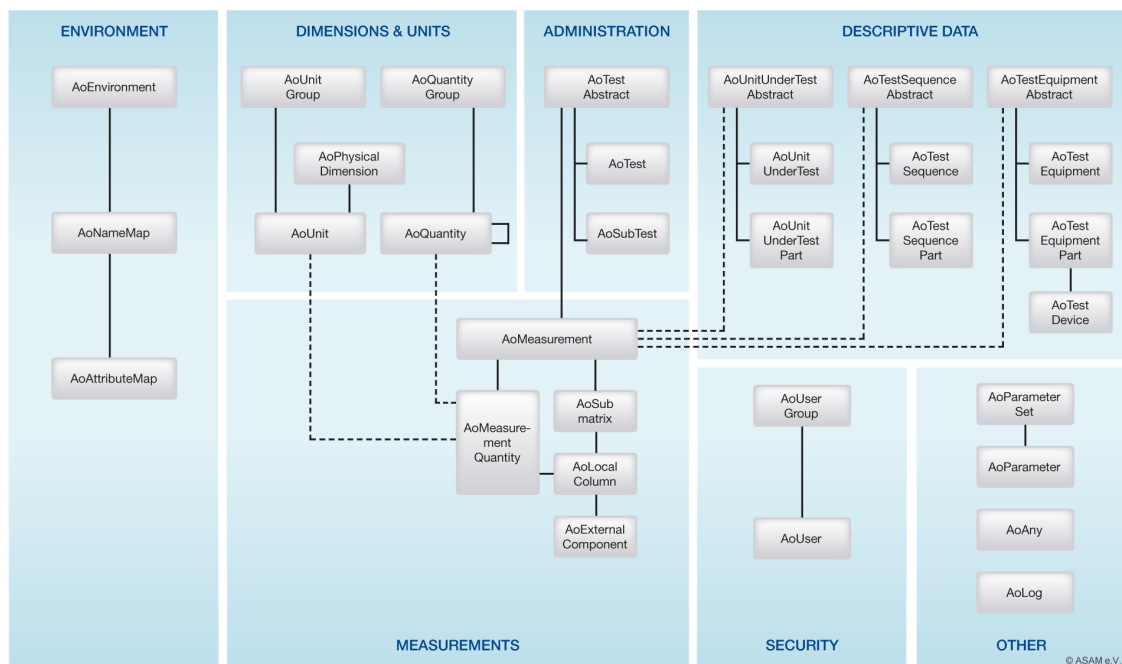 ENVIRONMENT
AoEnvironment
AoNameMap
AoAttributeMap
DIMENSIONS & UNITS
AoUnit
Group
AoQuantity
Group
AoPhysical
Dimension
AoUnit
AoQuantity
ADMINISTRATION
AoTest
Abstract
AoTest
AoSubTest
DESCRIPTIVE DATA
AoUnitUnderTest
Abstract
AoUnit
UnderTest
AoUnit
UnderTest
Part
AoTestSequence
Abstract
AoTest
Sequence
AoTest
Sequence
Part
AoTestEquipment
Abstract
AoTest
Equipment
AoTest
Equipment
Part
AoTest
Device
AoMeasurement
AoMeasure-
ment
Quantity
AoSub
matrix
AoLocal
Column
AoExternal
Component
MEASUREMENTS
AoUser
Group
AoUser
SECURITY
AoParameter
Set
AoParameter
AoAny
AoLog
OTHER
© ASAM e.V.